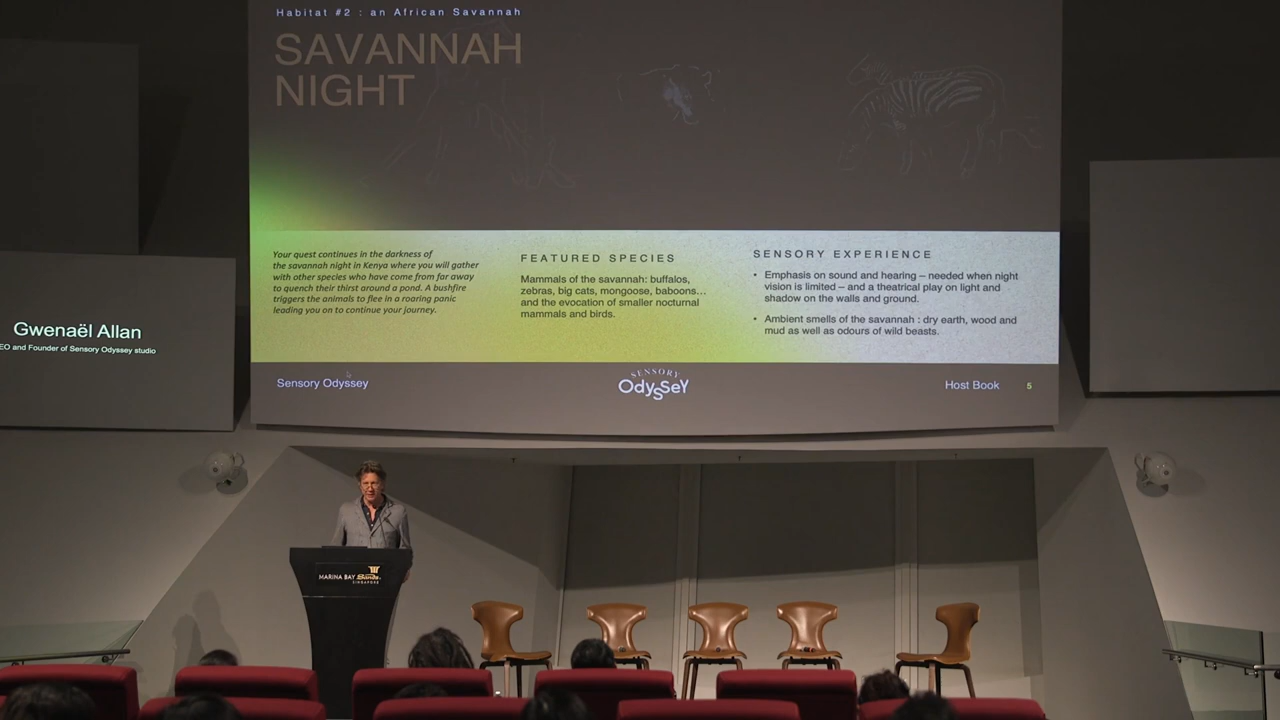 Habitat #2 : an African Savannah
SAVANNAH
NIGHT
Your quest continues in the darkness of
the savannah night in Kenya where you will gather
with other species who have come from far away
to quench their thirst around a pond. A bushfire
triggers the animals to flee in a roaring panic
leading you on to continue your journey.
FEATURED SPECIES
Mammals of the savannah: buffalos,
zebras, big cats, mongoose, baboons…
and the evocation of smaller nocturnal
mammals and birds.
SENSORY EXPERIENCE
• Emphasis on sound and hearing – needed when night
vision is limited – and a theatrical play on light and
shadow on the walls and ground.
• Ambient smells of the savannah : dry earth, wood and
mud as well as odours of wild beasts.
Sensory Odyssey
SENSORY
OdysseY
Host Book 5
Gwenaël Allan
EO and Founder of Sensory Odyssey studio
MARINA BAY Sands
SINGAPORE